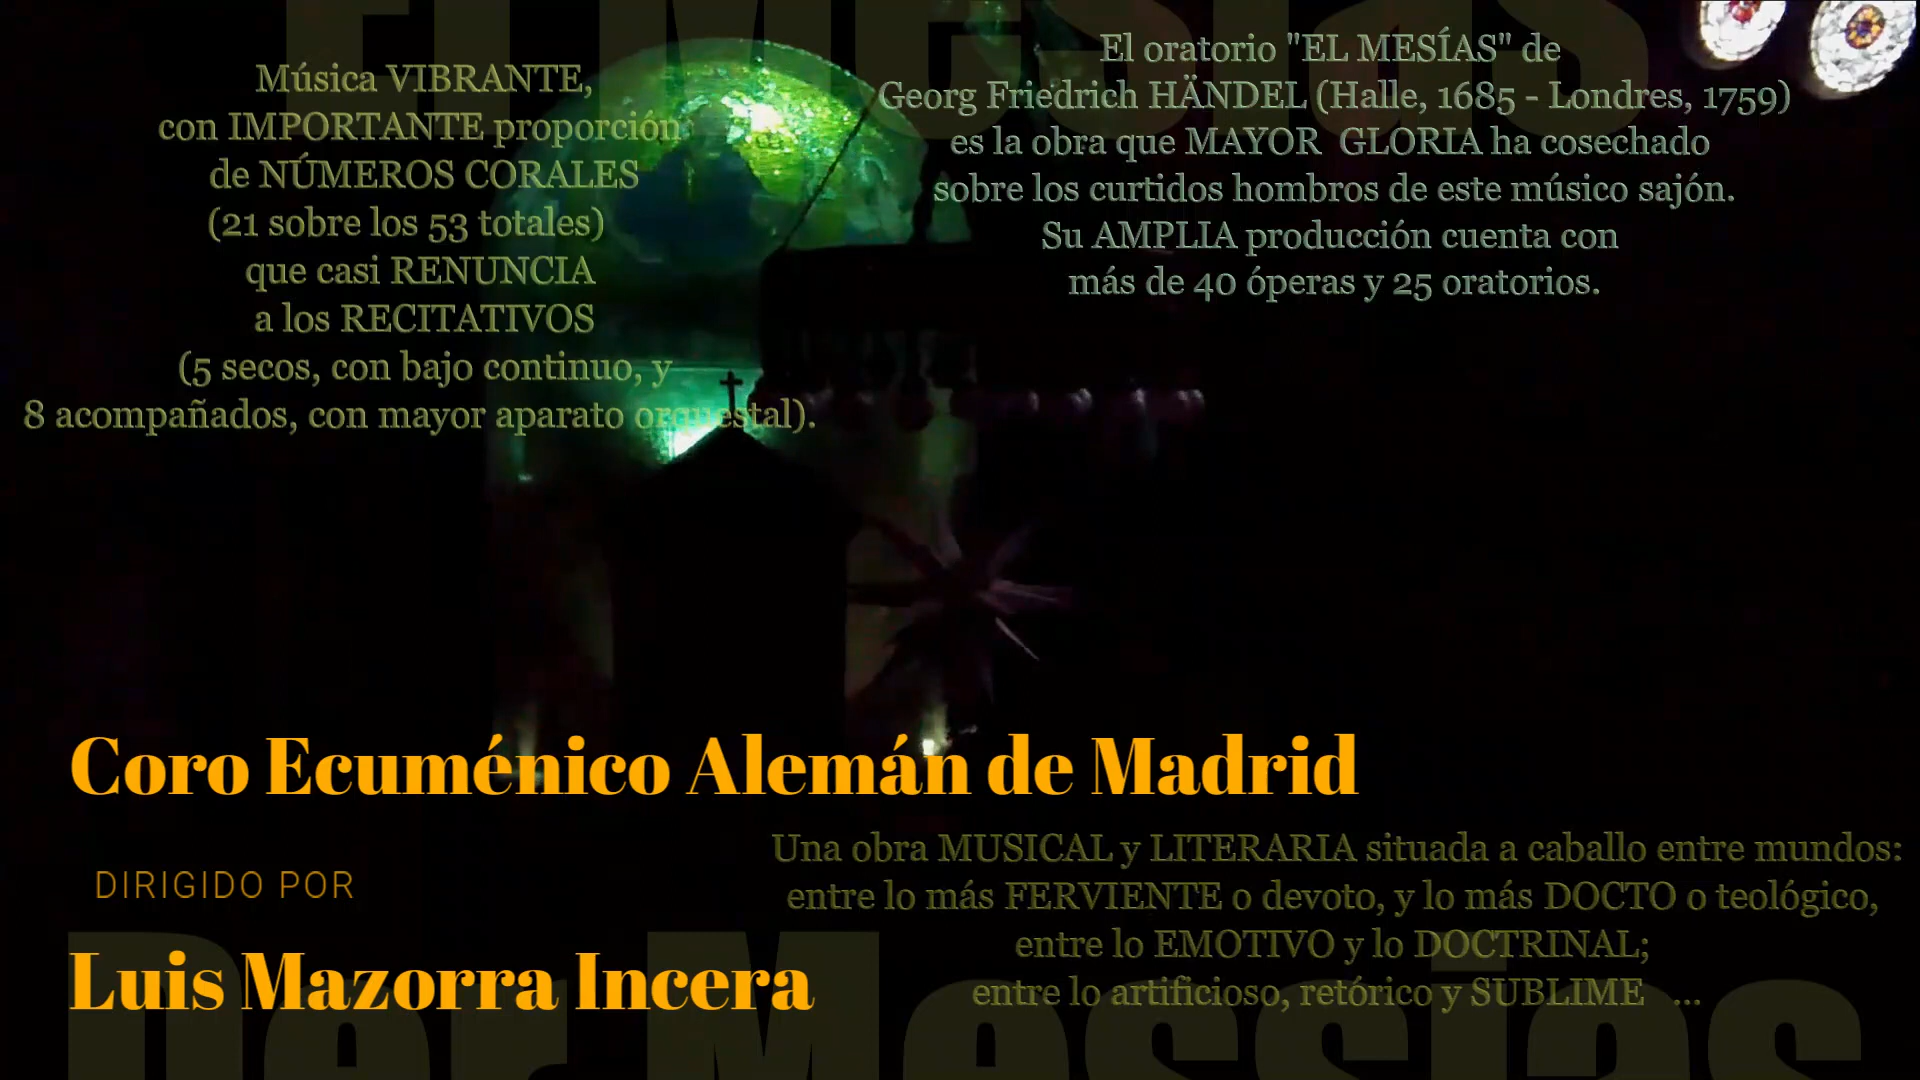 El Mesías
Música VIBRANTE,
con IMPORTANTE proporción
de NÚMEROS CORALES
(21 sobre los 53 totales)
que casi RENUNCIA
a los RECITATIVOS
(5 secos, con bajo continuo, y
8 acompañados, con mayor aparato orquestal).
El oratorio "EL MESÍAS" de
Georg Friedrich HÄNDEL (Halle, 1685 - Londres, 1759)
es la obra que MAYOR GLORIA ha cosechado
sobre los curtidos hombros de este músico sajón.
Su AMPLIA producción cuenta con
más de 40 óperas y 25 oratorios.
Coro Ecuménico Alemán de Madrid
DIRIGIDO POR
Luis Mazorra Incera
Una obra MUSICAL y LITERARIA situada a caballo entre mundos:
entre lo más FERVIENTE o devoto, y lo más DOCTO o teológico,
entre lo EMOTIVO y lo DOCTRINAL;
entre lo artificioso, retórico y SUBLIME ...
Der Messias